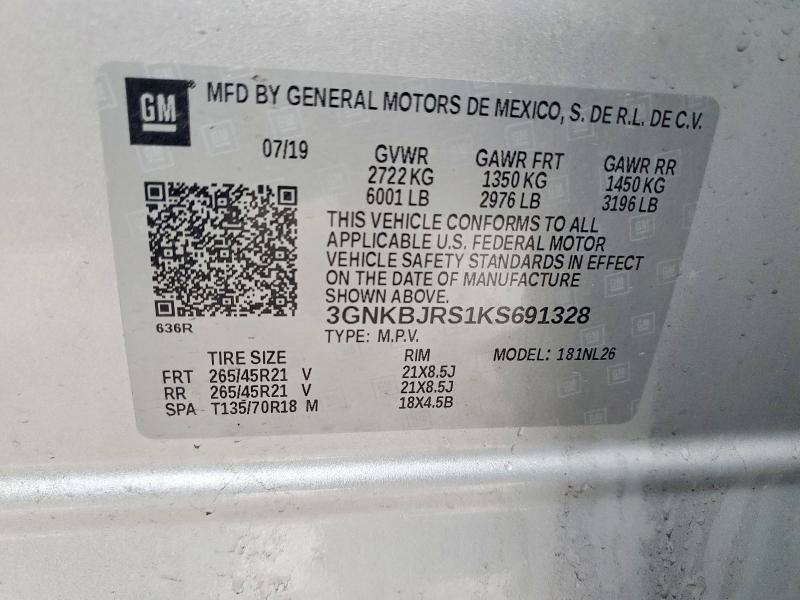 GM® MFD BY GENERAL MOTORS DE MEXICO, S. DE R.L. DE C.V.
07/19 GVWR GAWR FRT GAWR RR
2722 KG 1350 KG 1450 KG
6001 LB 2976 LB 3196 LB
THIS VEHICLE CONFORMS TO ALL
APPLICABLE U.S. FEDERAL MOTOR
VEHICLE SAFETY STANDARDS IN EFFECT
ON THE DATE OF MANUFACTURE
SHOWN ABOVE.
3GNKBJRS1KS691328
636R
TYPE: M.P.V.
TIRE SIZE RIM MODEL: 181NL26
FRT 265/45R21 V 21X8.5J
RR 265/45R21 V 21X8.5J
SPA T135/70R18 M 18X4.5B